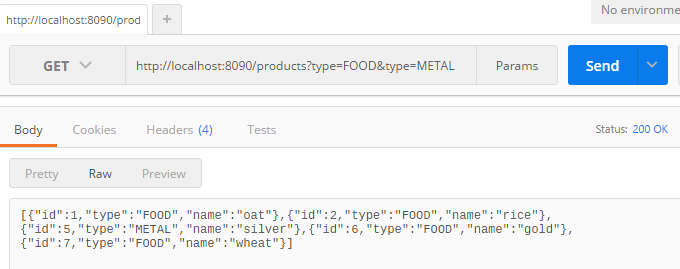 No environme
http://localhost:8090/prod
+
GET http://localhost:8090/products?type=FOOD&type=METAL Params Send
Body Cookies Headers (4) Tests Status: 200 OK
Pretty Raw Preview
[{"id":1,"type":"FOOD","name":"oat"},{"id":2,"type":"FOOD","name":"rice"},
{"id":5,"type":"METAL","name":"silver"},{"id":6,"type":"FOOD","name":"gold"},
{"id":7,"type":"FOOD","name":"wheat"}]